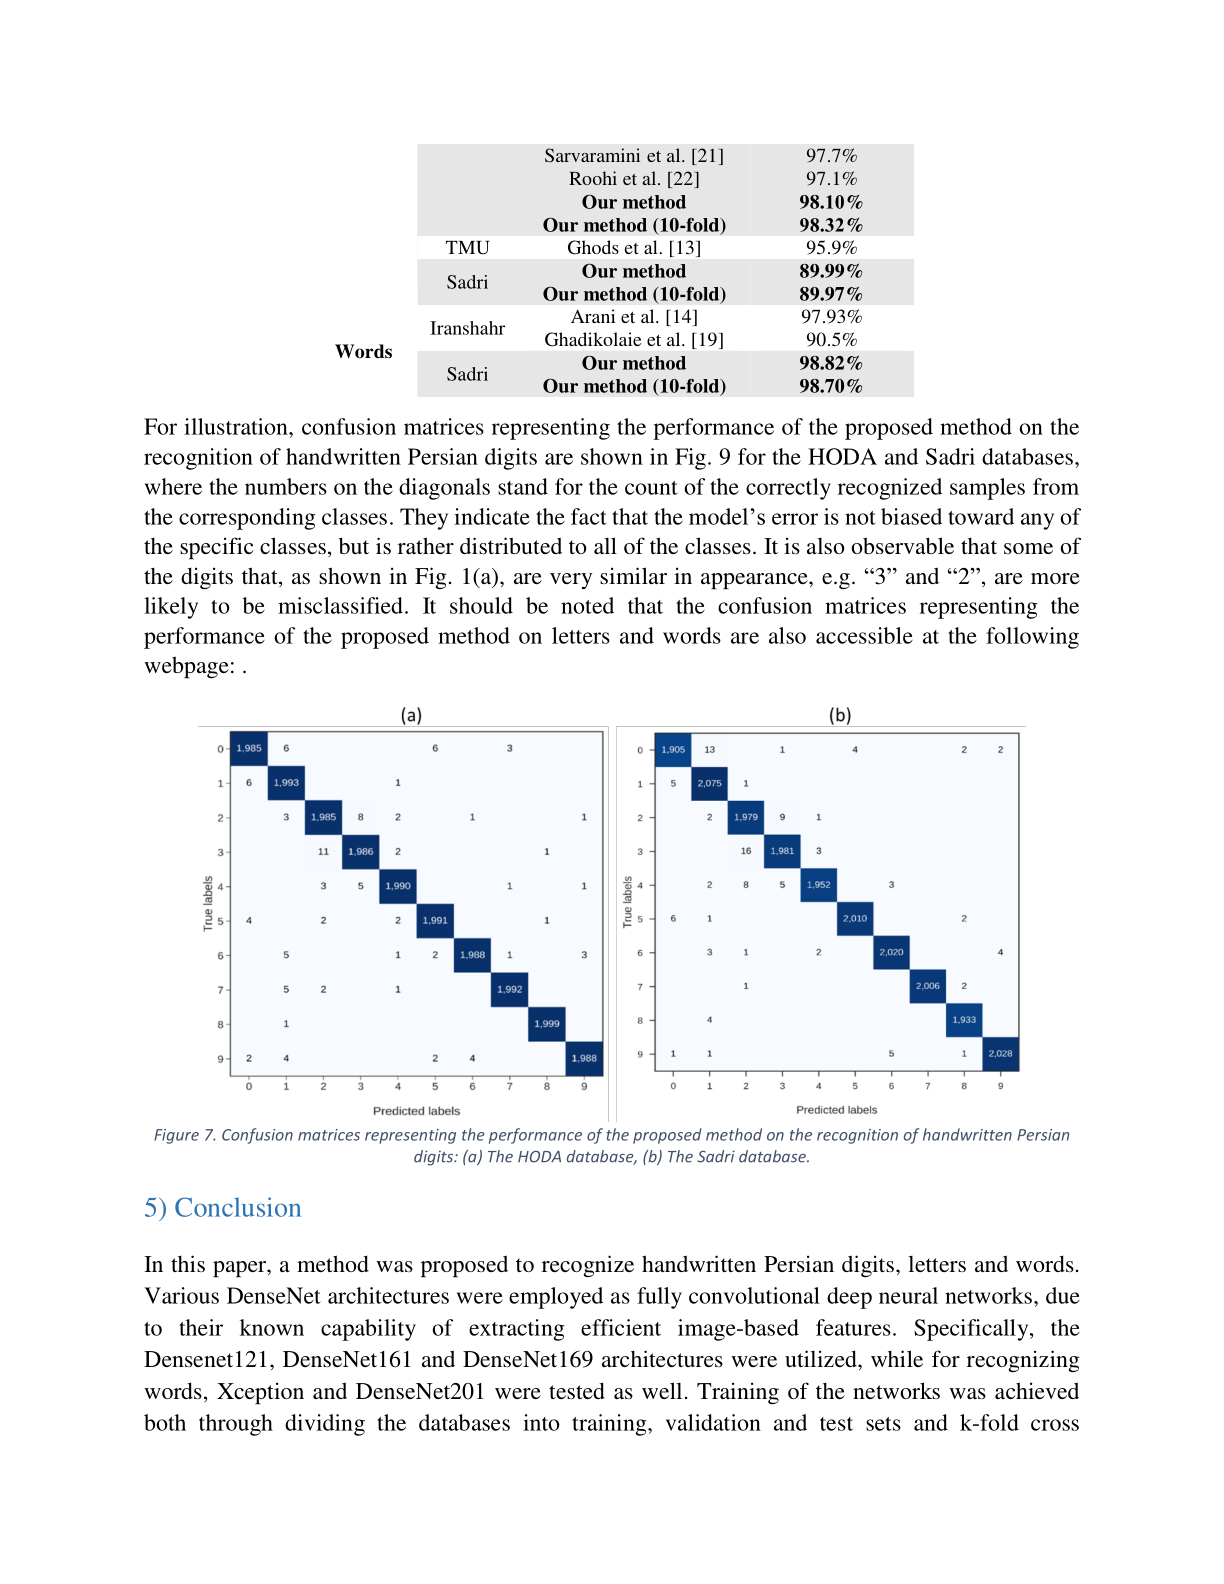 Sarvaramini et al. [21] 97.7%
Roohi et al. [22] 97.1%
Our method 98.10%
Our method (10-fold) 98.32%
TMU Ghods et al. [13] 95.9%
Sadri Our method 89.99%
Our method (10-fold) 89.97%
Words Iranshahr Arani et al. [14] 97.93%
Ghadikolaie et al. [19] 90.5%
Sadri Our method 98.82%
Our method (10-fold) 98.70%
For illustration, confusion matrices representing the performance of the proposed method on the
recognition of handwritten Persian digits are shown in Fig. 9 for the HODA and Sadri databases,
where the numbers on the diagonals stand for the count of the correctly recognized samples from
the corresponding classes. They indicate the fact that the model’s error is not biased toward any of
the specific classes, but is rather distributed to all of the classes. It is also observable that some of
the digits that, as shown in Fig. 1(a), are very similar in appearance, e.g. “3” and “2”, are more
likely to be misclassified. It should be noted that the confusion matrices representing the
performance of the proposed method on letters and words are also accessible at the following
webpage: .
(a)
0 1,985 6 6 3
1 6 1,993 1
2 3 1,985 8 2 1 1
3 11 1,986 2 1
4 3 5 1,990 1 1
5 4 2 2 1,991 1
6 5 1 2 1,988 1 3
7 5 2 1 1,992
8 1 1,999
9 2 4 2 4 1,988
0 1 2 3 4 5 6 7 8 9
True labels
Predicted labels
(b)
0 1,905 13 1 4 2 2
1 5 2,075 1
2 2 1,979 9 1
3 16 1,981 3
4 2 8 5 1,952 3
5 6 1 2,010 2
6 3 1 2 2,020 4
7 1 2,006 2
8 4 1,933
9 1 1 5 1 2,028
0 1 2 3 4 5 6 7 8 9
True labels
Predicted labels
Figure 7. Confusion matrices representing the performance of the proposed method on the recognition of handwritten Persian
digits: (a) The HODA database, (b) The Sadri database.
5) Conclusion
In this paper, a method was proposed to recognize handwritten Persian digits, letters and words.
Various DenseNet architectures were employed as fully convolutional deep neural networks, due
to their known capability of extracting efficient image-based features. Specifically, the
Densenet121, DenseNet161 and DenseNet169 architectures were utilized, while for recognizing
words, Xception and DenseNet201 were tested as well. Training of the networks was achieved
both through dividing the databases into training, validation and test sets and k-fold cross